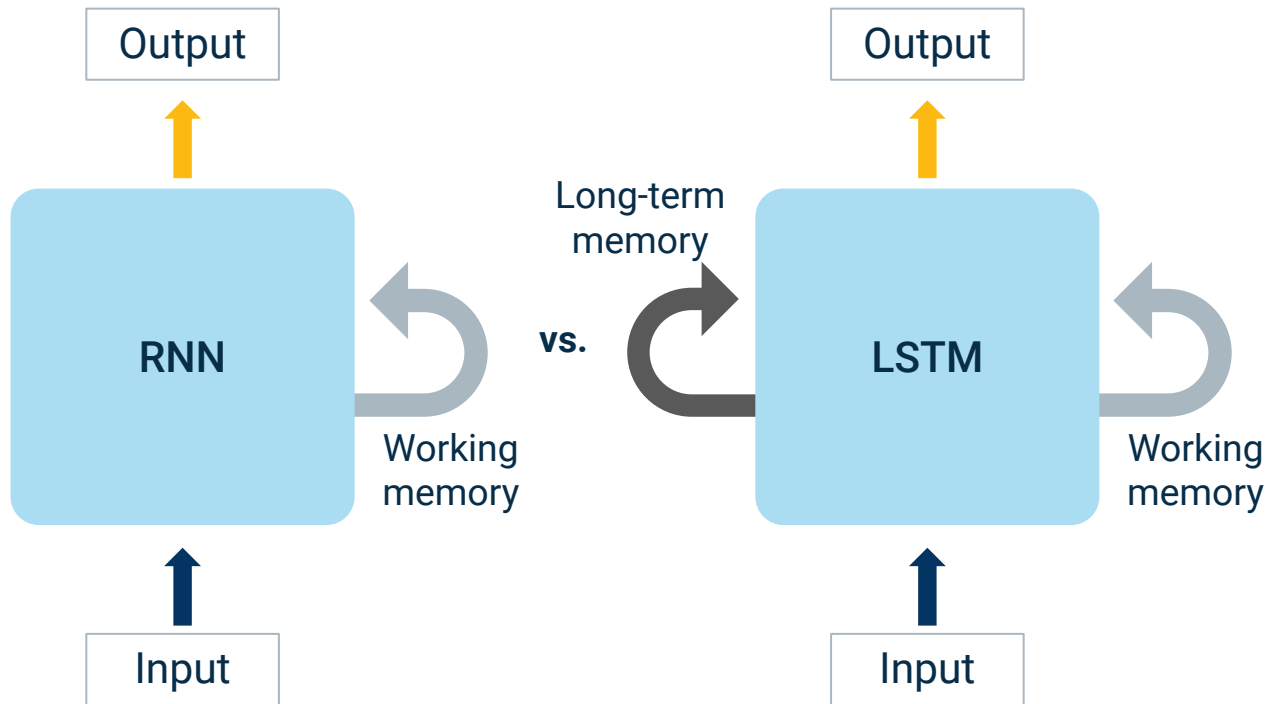 Output
RNN
Working
memory
Input
vs.
Output
Long-term
memory
LSTM
Working
memory
Input